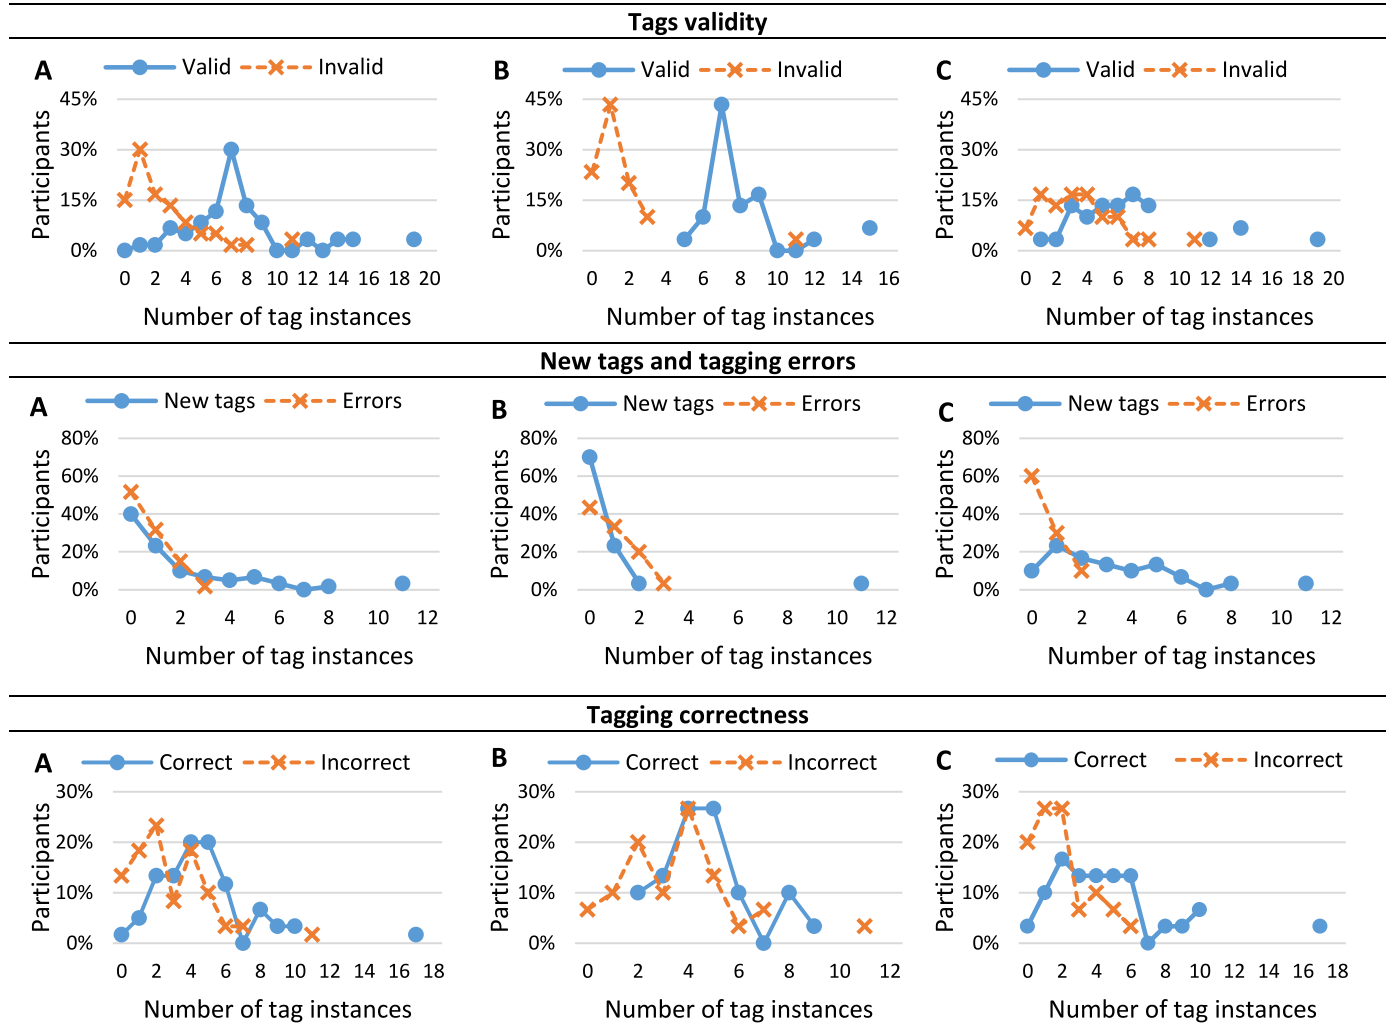 Tags validity
A Valid Invalid
45%
30%
15%
0%
Participants
0 2 4 6 8 10 12 14 16 18 20
Number of tag instances
B Valid Invalid
45%
30%
15%
0%
Participants
0 2 4 6 8 10 12 14 16
Number of tag instances
C Valid Invalid
45%
30%
15%
0%
Participants
0 2 4 6 8 10 12 14 16 18 20
Number of tag instances
New tags and tagging errors
A New tags Errors
80%
60%
40%
20%
0%
Participants
0 2 4 6 8 10 12
Number of tag instances
B New tags Errors
80%
60%
40%
20%
0%
Participants
0 2 4 6 8 10 12
Number of tag instances
C New tags Errors
80%
60%
40%
20%
0%
Participants
0 2 4 6 8 10 12
Number of tag instances
Tagging correctness
A Correct Incorrect
30%
20%
10%
0%
Participants
0 2 4 6 8 10 12 14 16 18
Number of tag instances
B Correct Incorrect
30%
20%
10%
0%
Participants
0 2 4 6 8 10 12
Number of tag instances
C Correct Incorrect
30%
20%
10%
0%
Participants
0 2 4 6 8 10 12 14 16 18
Number of tag instances